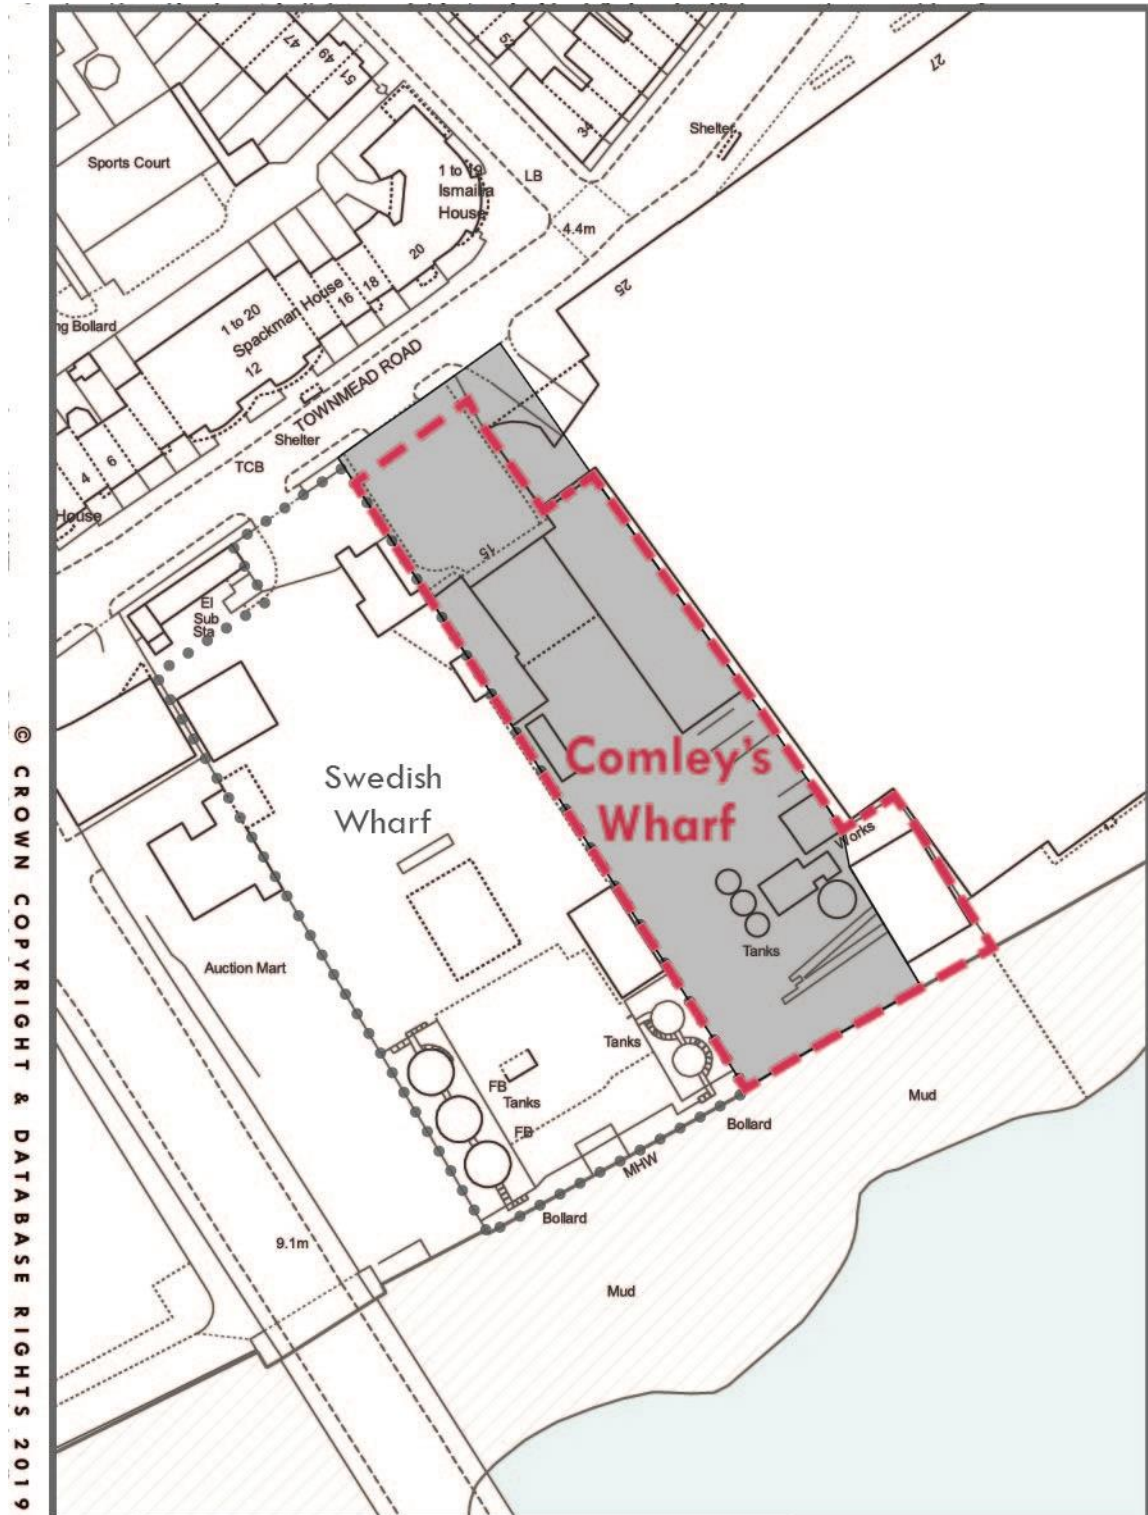 47
49
51
52
34
27
Shelter
Sports Court
1 to 19
Ismailia
House
LB
20
4.4m
25
18
16
1 to 20
Spackman House
12
ng Bollard
TOWNMEAD ROAD
Shelter
TCB
4
6
House
15
El
Sub
Sta
Swedish
Wharf
Comley's
Wharf
Works
Tanks
Auction Mart
Tanks
FB
Tanks
FB
Mud
Bollard
MHW
Bollard
9.1m
Mud
© CROWN COPYRIGHT & DATABASE RIGHTS 2019